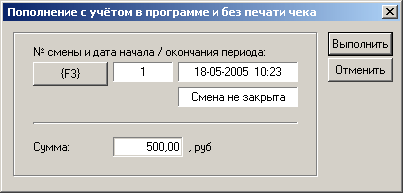 Пополнение с учётом в программе и без печати чека
№ смены и дата начала / окончания периода:
Выполнить
{F3} 1 18-05-2005 10:23
Отменить
Смена не закрыта
Сумма: 500,00 , руб